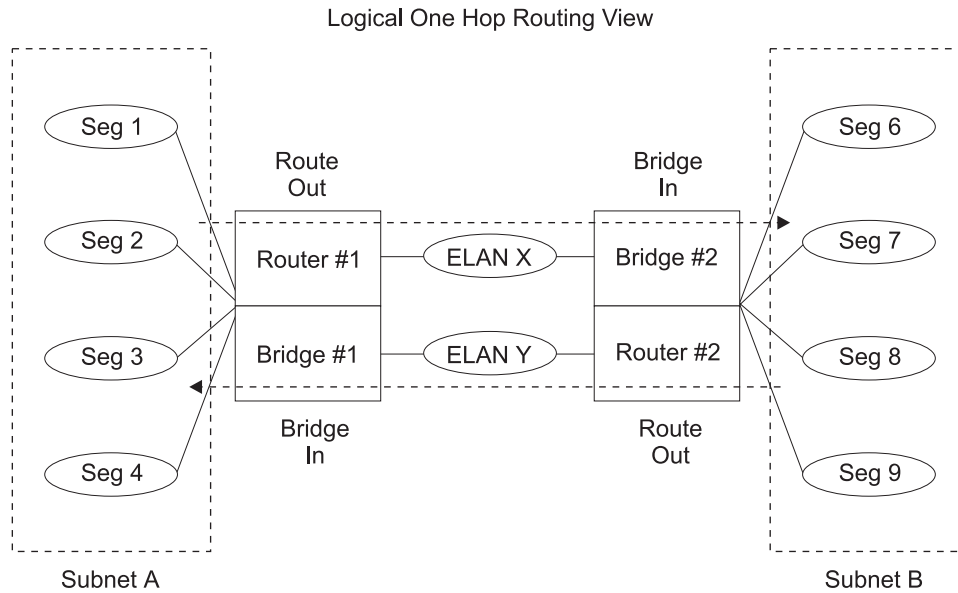 Logical One Hop Routing View
Seg 1
Seg 2
Seg 3
Seg 4
Subnet A
Route
Out
Router #1
Bridge #1
Bridge
In
ELAN X
ELAN Y
Bridge
In
Bridge #2
Router #2
Route
Out
Seg 6
Seg 7
Seg 8
Seg 9
Subnet B